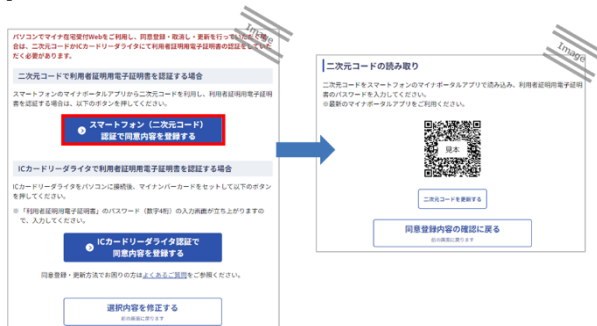 Image
パソコンでマイナ在宅受付Webをご利用し、同意登録・取消し・更新を行っていただく場
合は、二次元コードかICカードリーダライタにて利用者証明用電子証明書の認証をしていた
だく必要があります。
二次元コードで利用者証明用電子証明書を認証する場合
スマートフォンのマイナポータルアプリから二次元コードを利用し、利用者証明用電子証明
書を認証する場合は、以下のボタンを押してください。
スマートフォン（二次元コード）
認証で同意内容を登録する
ICカードリーダライタで利用者証明用電子証明書を認証する場合
ICカードリーダライタをパソコンに接続後、マイナンバーカードをセットして以下のボタン
を押してください。
※「利用者証明用電子証明書」のパスワード（数字4桁）の入力画面が立ち上がりますの
で、入力してください。
ICカードリーダライタ認証で
同意内容を登録する
同意登録・更新方法でお困りの方はよくあるご質問をご参照ください。
選択内容を修正する
前の画面に戻ります
Image
二次元コードの読み取り
二次元コードをスマートフォンのマイナポータルアプリで読み込み、利用者証明用電子証明
書のパスワードを入力してください。
※最新のマイナポータルアプリをご利用ください。
見本
二次元コードを更新する
同意登録内容の確認に戻る
前の画面に戻ります